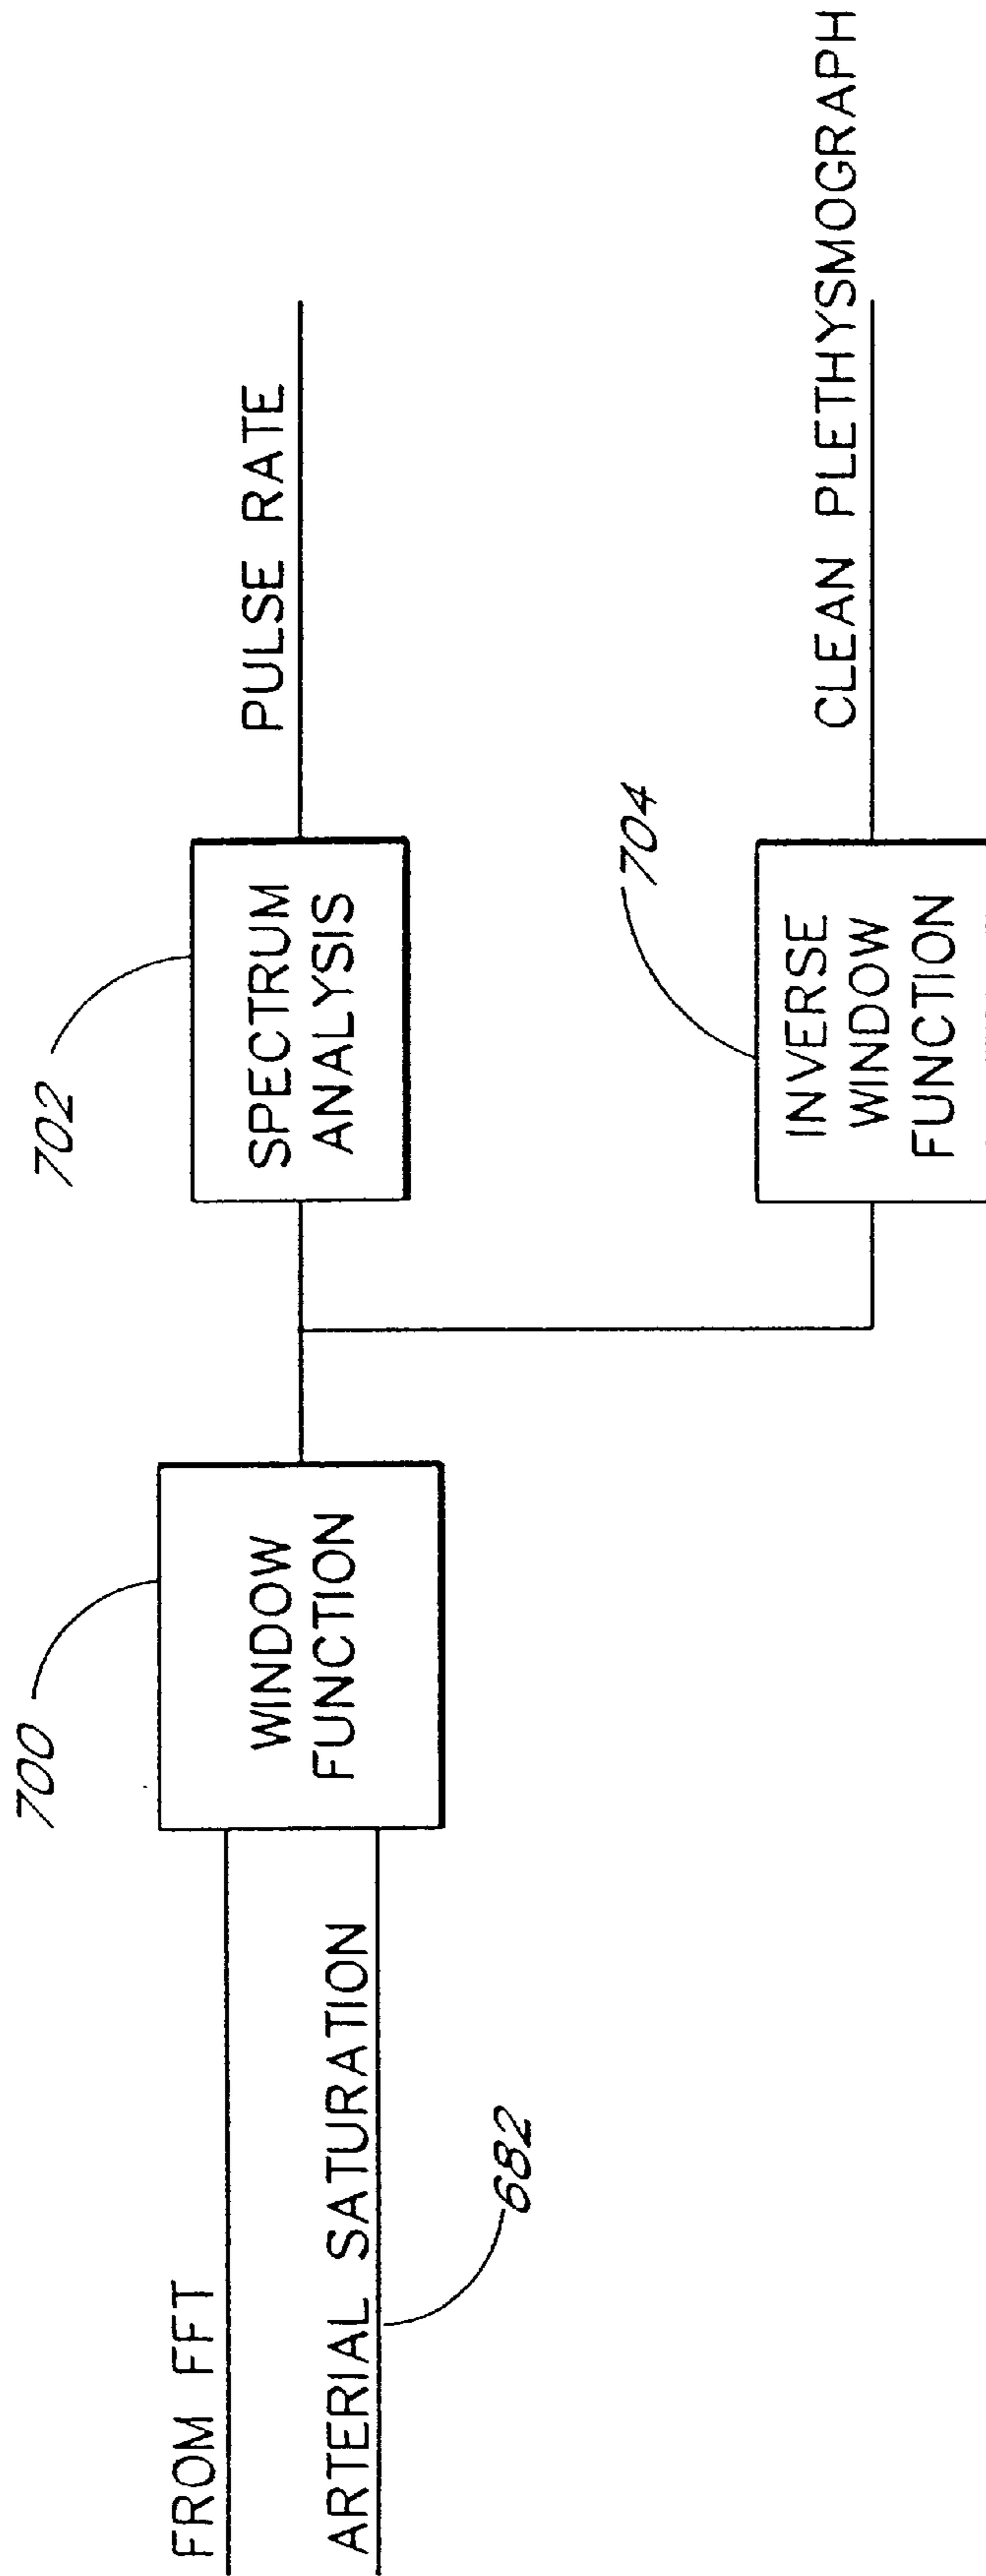 FROM FFT
ARTERIAL SATURATION
682
700
WINDOW
FUNCTION
702
SPECTRUM
ANALYSIS
PULSE RATE
704
INVERSE
WINDOW
FUNCTION
CLEAN PLETHYSMOGRAPH